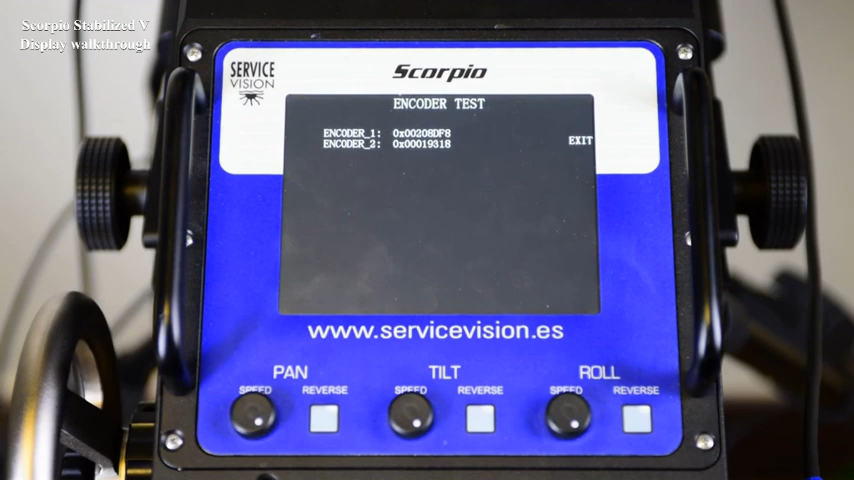 Scorpio Stabilized V
Display walkthrough
SERVICE
VISION
Scorpio
ENCODER TEST
ENCODER_1: 0x00208DF8
ENCODER_2: 0x00019318
EXIT
www.servicevision.es
PAN TILT ROLL
SPEED REVERSE SPEED REVERSE SPEED REVERSE